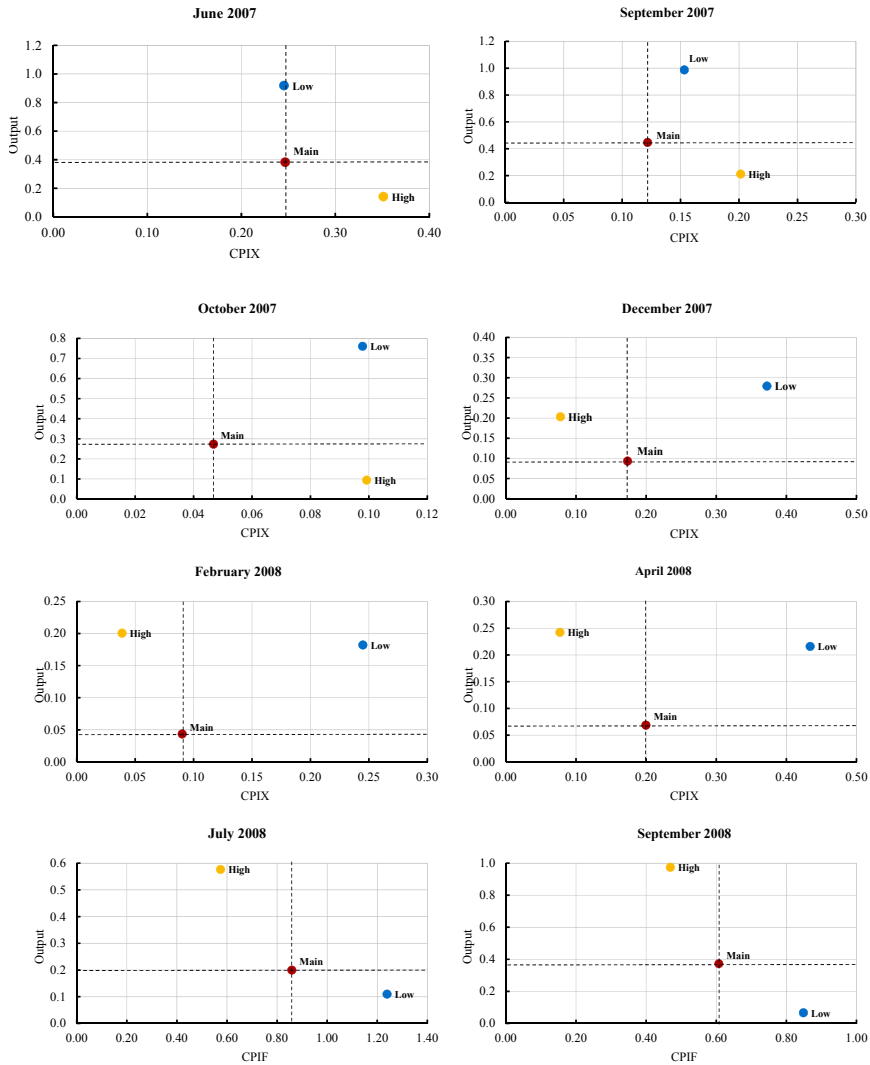 June 2007
1.2
1.0
0.8
0.6
0.4
0.2
0.0
Output
Low
Main
High
0.00 0.10 0.20 0.30 0.40
CPIX
September 2007
1.2
1.0
0.8
0.6
0.4
0.2
0.0
Output
Low
Main
High
0.00 0.05 0.10 0.15 0.20 0.25 0.30
CPIX
October 2007
0.8
0.7
0.6
0.5
0.4
0.3
0.2
0.1
0.0
Output
Low
Main
High
0.00 0.02 0.04 0.06 0.08 0.10 0.12
CPIX
December 2007
0.40
0.35
0.30
0.25
0.20
0.15
0.10
0.05
0.00
Output
Low
High
Main
0.00 0.10 0.20 0.30 0.40 0.50
CPIX
February 2008
0.25
0.20
0.15
0.10
0.05
0.00
Output
High
Low
Main
0.00 0.05 0.10 0.15 0.20 0.25 0.30
CPIX
April 2008
0.30
0.25
0.20
0.15
0.10
0.05
0.00
Output
High
Low
Main
0.00 0.10 0.20 0.30 0.40 0.50
CPIX
July 2008
0.6
0.5
0.4
0.3
0.2
0.1
0.0
Output
High
Main
Low
0.00 0.20 0.40 0.60 0.80 1.00 1.20 1.40
CPIF
September 2008
1.0
0.8
0.6
0.4
0.2
0.0
Output
High
Main
Low
0.00 0.20 0.40 0.60 0.80 1.00
CPIF